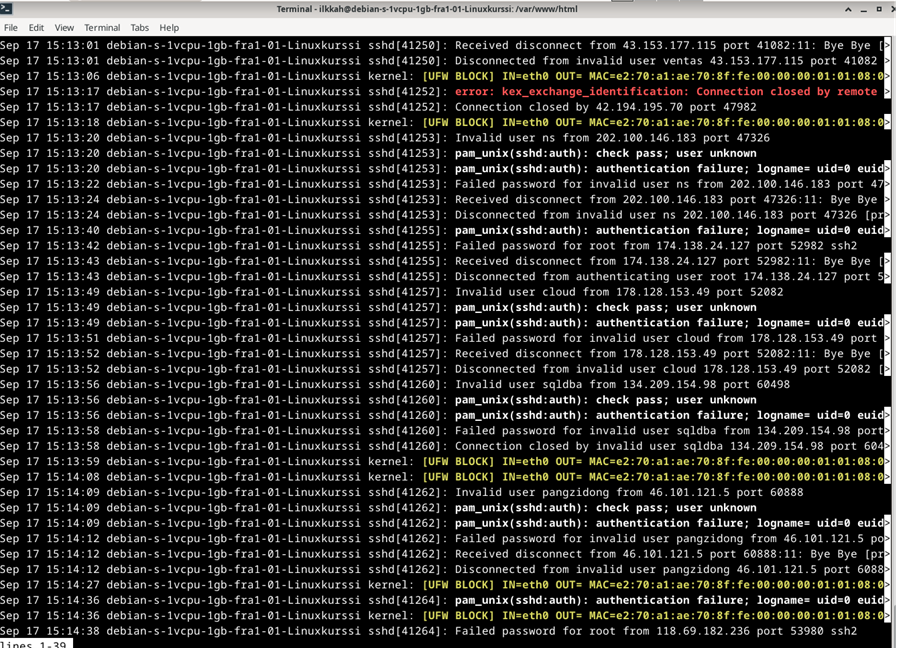 Terminal - ilkkah@debian-s-1vcpu-1gb-fra1-01-Linuxkurssi: /var/www/html
File Edit View Terminal Tabs Help
Sep 17 15:13:01 debian-s-1vcpu-1gb-fra1-01-Linuxkurssi sshd[41250]: Received disconnect from 43.153.177.115 port 41082:11: Bye Bye [>
Sep 17 15:13:01 debian-s-1vcpu-1gb-fra1-01-Linuxkurssi sshd[41250]: Disconnected from invalid user ventas 43.153.177.115 port 41082 >
Sep 17 15:13:06 debian-s-1vcpu-1gb-fra1-01-Linuxkurssi kernel: [UFW BLOCK] IN=eth0 OUT= MAC=e2:70:a1:ae:70:8f:fe:00:00:00:01:01:08:0>
Sep 17 15:13:17 debian-s-1vcpu-1gb-fra1-01-Linuxkurssi sshd[41252]: error: kex_exchange_identification: Connection closed by remote >
Sep 17 15:13:17 debian-s-1vcpu-1gb-fra1-01-Linuxkurssi sshd[41252]: Connection closed by 42.194.195.70 port 47982
Sep 17 15:13:18 debian-s-1vcpu-1gb-fra1-01-Linuxkurssi kernel: [UFW BLOCK] IN=eth0 OUT= MAC=e2:70:a1:ae:70:8f:fe:00:00:00:01:01:08:0>
Sep 17 15:13:20 debian-s-1vcpu-1gb-fra1-01-Linuxkurssi sshd[41253]: Invalid user ns from 202.100.146.183 port 47326
Sep 17 15:13:20 debian-s-1vcpu-1gb-fra1-01-Linuxkurssi sshd[41253]: pam_unix(sshd:auth): check pass; user unknown
Sep 17 15:13:20 debian-s-1vcpu-1gb-fra1-01-Linuxkurssi sshd[41253]: pam_unix(sshd:auth): authentication failure; logname= uid=0 euid>
Sep 17 15:13:22 debian-s-1vcpu-1gb-fra1-01-Linuxkurssi sshd[41253]: Failed password for invalid user ns from 202.100.146.183 port 47>
Sep 17 15:13:24 debian-s-1vcpu-1gb-fra1-01-Linuxkurssi sshd[41253]: Received disconnect from 202.100.146.183 port 47326:11: Bye Bye >
Sep 17 15:13:24 debian-s-1vcpu-1gb-fra1-01-Linuxkurssi sshd[41253]: Disconnected from invalid user ns 202.100.146.183 port 47326 [pr>
Sep 17 15:13:40 debian-s-1vcpu-1gb-fra1-01-Linuxkurssi sshd[41255]: pam_unix(sshd:auth): authentication failure; logname= uid=0 euid>
Sep 17 15:13:42 debian-s-1vcpu-1gb-fra1-01-Linuxkurssi sshd[41255]: Failed password for root from 174.138.24.127 port 52982 ssh2
Sep 17 15:13:43 debian-s-1vcpu-1gb-fra1-01-Linuxkurssi sshd[41255]: Received disconnect from 174.138.24.127 port 52982:11: Bye Bye [>
Sep 17 15:13:43 debian-s-1vcpu-1gb-fra1-01-Linuxkurssi sshd[41255]: Disconnected from authenticating user root 174.138.24.127 port 5>
Sep 17 15:13:49 debian-s-1vcpu-1gb-fra1-01-Linuxkurssi sshd[41257]: Invalid user cloud from 178.128.153.49 port 52082
Sep 17 15:13:49 debian-s-1vcpu-1gb-fra1-01-Linuxkurssi sshd[41257]: pam_unix(sshd:auth): check pass; user unknown
Sep 17 15:13:49 debian-s-1vcpu-1gb-fra1-01-Linuxkurssi sshd[41257]: pam_unix(sshd:auth): authentication failure; logname= uid=0 euid>
Sep 17 15:13:51 debian-s-1vcpu-1gb-fra1-01-Linuxkurssi sshd[41257]: Failed password for invalid user cloud from 178.128.153.49 port >
Sep 17 15:13:52 debian-s-1vcpu-1gb-fra1-01-Linuxkurssi sshd[41257]: Received disconnect from 178.128.153.49 port 52082:11: Bye Bye [>
Sep 17 15:13:52 debian-s-1vcpu-1gb-fra1-01-Linuxkurssi sshd[41257]: Disconnected from invalid user cloud 178.128.153.49 port 52082 [>
Sep 17 15:13:56 debian-s-1vcpu-1gb-fra1-01-Linuxkurssi sshd[41260]: Invalid user sqldba from 134.209.154.98 port 60498
Sep 17 15:13:56 debian-s-1vcpu-1gb-fra1-01-Linuxkurssi sshd[41260]: pam_unix(sshd:auth): check pass; user unknown
Sep 17 15:13:56 debian-s-1vcpu-1gb-fra1-01-Linuxkurssi sshd[41260]: pam_unix(sshd:auth): authentication failure; logname= uid=0 euid>
Sep 17 15:13:58 debian-s-1vcpu-1gb-fra1-01-Linuxkurssi sshd[41260]: Failed password for invalid user sqldba from 134.209.154.98 port>
Sep 17 15:13:58 debian-s-1vcpu-1gb-fra1-01-Linuxkurssi sshd[41260]: Connection closed by invalid user sqldba 134.209.154.98 port 604>
Sep 17 15:13:59 debian-s-1vcpu-1gb-fra1-01-Linuxkurssi kernel: [UFW BLOCK] IN=eth0 OUT= MAC=e2:70:a1:ae:70:8f:fe:00:00:00:01:01:08:0>
Sep 17 15:14:08 debian-s-1vcpu-1gb-fra1-01-Linuxkurssi kernel: [UFW BLOCK] IN=eth0 OUT= MAC=e2:70:a1:ae:70:8f:fe:00:00:00:01:01:08:0>
Sep 17 15:14:09 debian-s-1vcpu-1gb-fra1-01-Linuxkurssi sshd[41262]: Invalid user pangzidong from 46.101.121.5 port 60888
Sep 17 15:14:09 debian-s-1vcpu-1gb-fra1-01-Linuxkurssi sshd[41262]: pam_unix(sshd:auth): check pass; user unknown
Sep 17 15:14:09 debian-s-1vcpu-1gb-fra1-01-Linuxkurssi sshd[41262]: pam_unix(sshd:auth): authentication failure; logname= uid=0 euid>
Sep 17 15:14:12 debian-s-1vcpu-1gb-fra1-01-Linuxkurssi sshd[41262]: Failed password for invalid user pangzidong from 46.101.121.5 po>
Sep 17 15:14:12 debian-s-1vcpu-1gb-fra1-01-Linuxkurssi sshd[41262]: Received disconnect from 46.101.121.5 port 60888:11: Bye Bye [pr>
Sep 17 15:14:12 debian-s-1vcpu-1gb-fra1-01-Linuxkurssi sshd[41262]: Disconnected from invalid user pangzidong 46.101.121.5 port 6088>
Sep 17 15:14:27 debian-s-1vcpu-1gb-fra1-01-Linuxkurssi kernel: [UFW BLOCK] IN=eth0 OUT= MAC=e2:70:a1:ae:70:8f:fe:00:00:00:01:01:08:0>
Sep 17 15:14:36 debian-s-1vcpu-1gb-fra1-01-Linuxkurssi sshd[41264]: pam_unix(sshd:auth): authentication failure; logname= uid=0 euid>
Sep 17 15:14:36 debian-s-1vcpu-1gb-fra1-01-Linuxkurssi kernel: [UFW BLOCK] IN=eth0 OUT= MAC=e2:70:a1:ae:70:8f:fe:00:00:00:01:01:08:0>
Sep 17 15:14:38 debian-s-1vcpu-1gb-fra1-01-Linuxkurssi sshd[41264]: Failed password for root from 118.69.182.236 port 53980 ssh2
lines 1-39